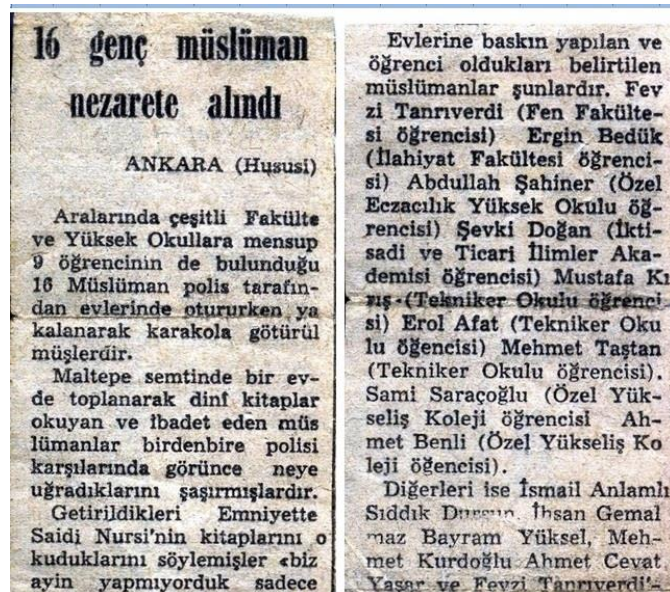 16 genç müslüman
nezarete alındı
ANKARA (Hususi)
Aralarında çeşitli Fakülte
ve Yüksek Okullara mensup
9 öğrencinin de bulunduğu
16 Müslüman polis tarafın-
dan evlerinde otururken ya
kalanarak karakola götürül
müşlerdir.
Maltepe semtinde bir ev-
de toplanarak dinî kitaplar
okuyan ve ibadet eden müs
lümanlar birdenbire polisi
karşılarında görünce neye
uğradıklarını şaşırmışlardır.
Getirildikleri Emniyette
Saidi Nursi'nin kitaplarını o
kuduklarını söylemişler «biz
ayin yapmıyorduk sadece
Evlerine baskın yapılan ve
öğrenci oldukları belirtilen
müslümanlar şunlardır. Fev
zi Tanrıverdi (Fen Fakülte-
si öğrencisi) Ergin Bedük
(İlahiyat Fakültesi öğrenci-
si) Abdullah Şahiner (Özel
Eczacılık Yüksek Okulu öğ-
rencisi) Şevki Doğan (İkti-
sadi ve Ticari İlimler Aka-
demisi öğrencisi) Mustafa
(Tekniker Okulu öğrenci
si) Erol Afat (Tekniker Oku
lu öğencisi) Mehmet Taştan
(Tekniker Okulu öğrencisi).
Sami Saraçoğlu (Özel Yük-
seliş Koleji öğrencisi Ah-
met Benli (Özel Yükseliş Ko
leji öğencisi).
Diğerleri ise İsmail Anlamlı
Sıddık Dursun, İhsan Gemal
maz Bayram Yüksel, Meh-
met Kurdoğlu Ahmet Cevat
Yaşar ve Fevzi Tanrıverdi'-